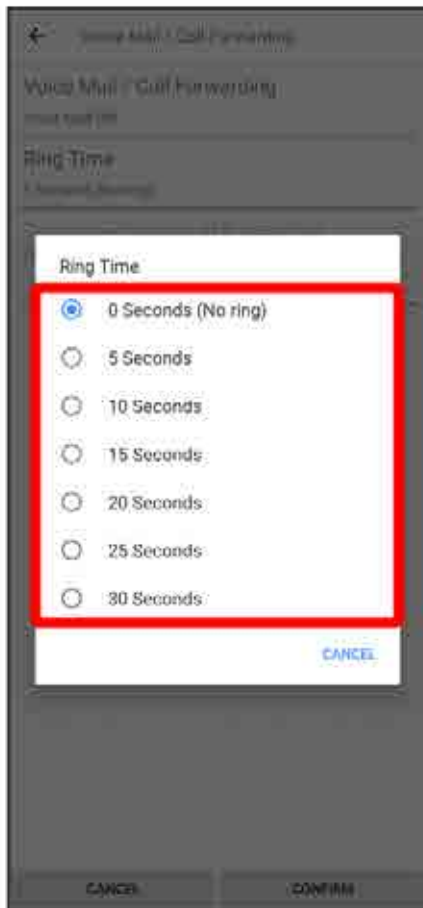 Voice Mail / Call Forwarding
Voice Mail / Call Forwarding
Ring Time
Ring Time
0 Seconds (No ring)
5 Seconds
10 Seconds
15 Seconds
20 Seconds
25 Seconds
30 Seconds
CANCEL
CANCEL CONFIRM